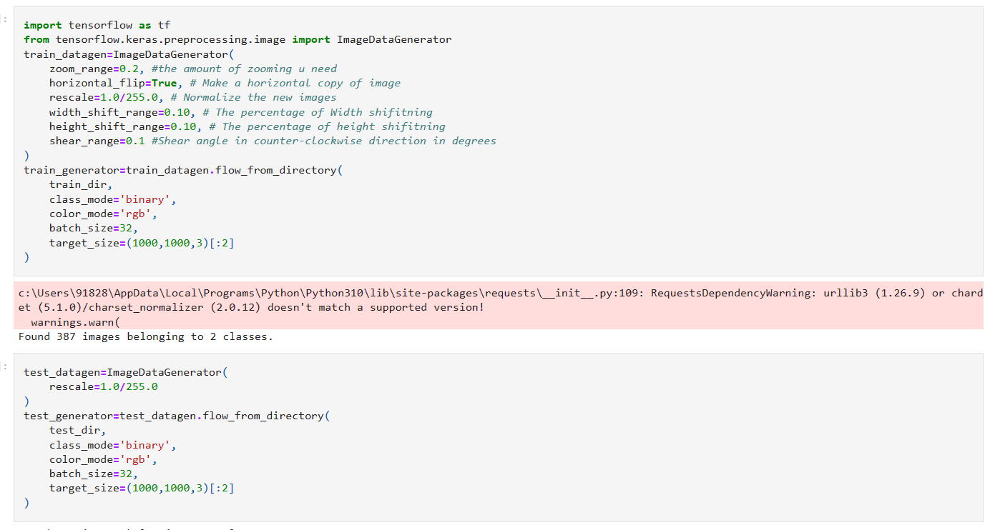 :
import tensorflow as tf
from tensorflow.keras.preprocessing.image import ImageDataGenerator
train_datagen=ImageDataGenerator(
    zoom_range=0.2, #the amount of zooming u need
    horizontal_flip=True, # Make a horizontal copy of image
    rescale=1.0/255.0, # Normalize the new images
    width_shift_range=0.10, # The percentage of Width shifitning
    height_shift_range=0.10, # The percentage of height shifitning
    shear_range=0.1 #Shear angle in counter-clockwise direction in degrees
)
train_generator=train_datagen.flow_from_directory(
    train_dir,
    class_mode='binary',
    color_mode='rgb',
    batch_size=32,
    target_size=(1000,1000,3)[:2]
)
c:\Users\91828\AppData\Local\Programs\Python\Python310\lib\site-packages\requests\__init__.py:109: RequestsDependencyWarning: urllib3 (1.26.9) or chard
et (5.1.0)/charset_normalizer (2.0.12) doesn't match a supported version!
  warnings.warn(
Found 387 images belonging to 2 classes.
:
test_datagen=ImageDataGenerator(
    rescale=1.0/255.0
)
test_generator=test_datagen.flow_from_directory(
    test_dir,
    class_mode='binary',
    color_mode='rgb',
    batch_size=32,
    target_size=(1000,1000,3)[:2]
)